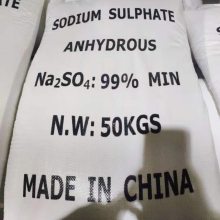 SODIUM SULPHATE
ANHYDROUS
Na₂SO₄: 99% MIN
N.W: 50KGS
MADE IN CHINA